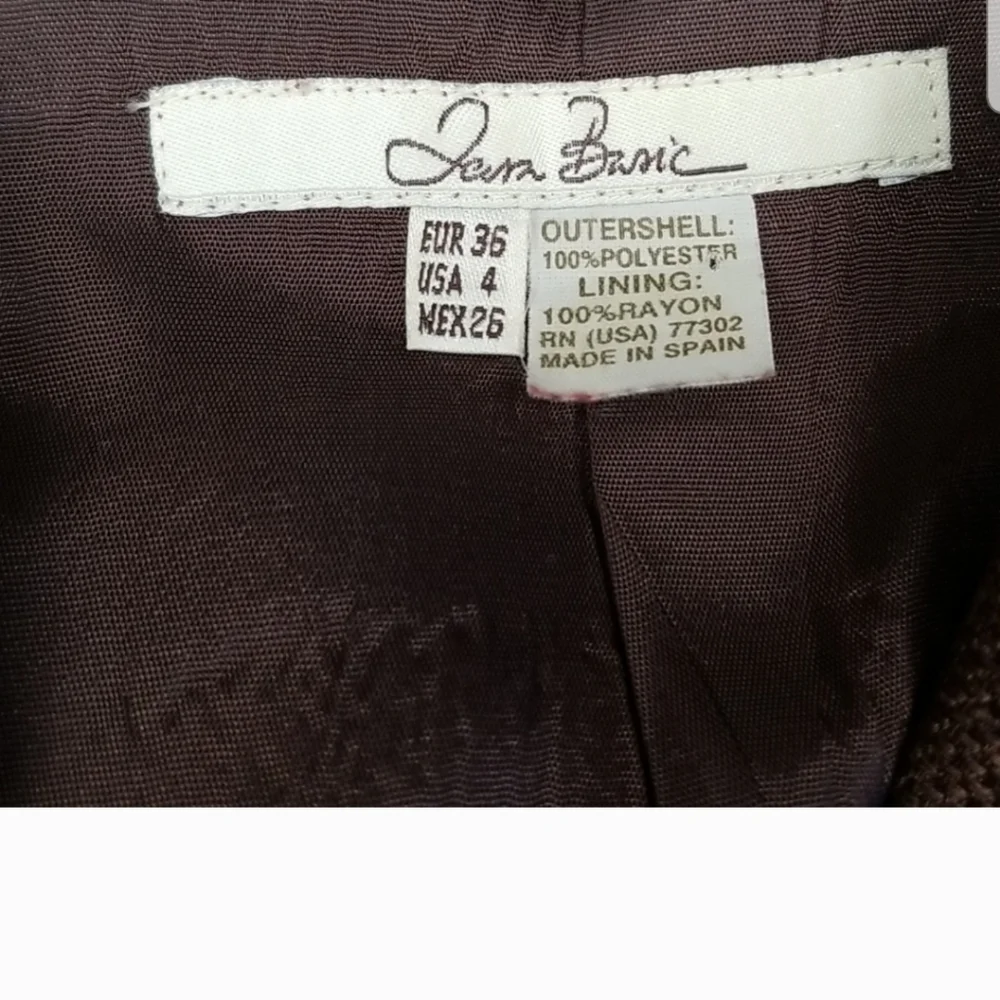 Zara Basic
EUR 36
USA 4
MEX 26
OUTERSHELL:
100%POLYESTER
LINING:
100%RAYON
RN (USA) 77302
MADE IN SPAIN